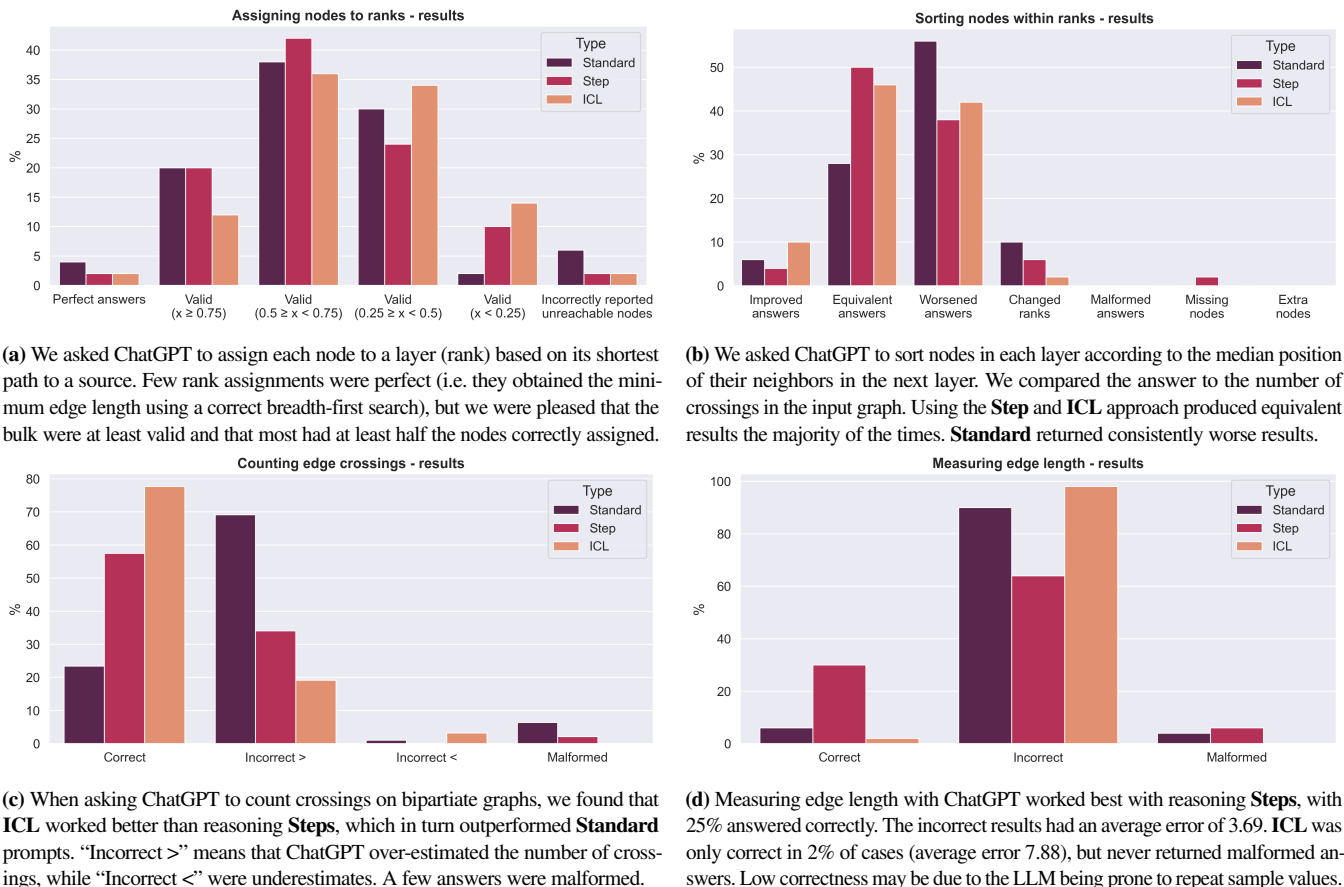 Assigning nodes to ranks - results
%
40
35
30
25
20
15
10
5
0
Type
Standard
Step
ICL
Perfect answers
Valid
(x ≥ 0.75)
Valid
(0.5 ≥ x < 0.75)
Valid
(0.25 ≥ x < 0.5)
Valid
(x < 0.25)
Incorrectly reported
unreachable nodes
(a) We asked ChatGPT to assign each node to a layer (rank) based on its shortest
path to a source. Few rank assignments were perfect (i.e. they obtained the mini-
mum edge length using a correct breadth-first search), but we were pleased that the
bulk were at least valid and that most had at least half the nodes correctly assigned.
Sorting nodes within ranks - results
%
50
40
30
20
10
0
Type
Standard
Step
ICL
Improved
answers
Equivalent
answers
Worsened
answers
Changed
ranks
Malformed
answers
Missing
nodes
Extra
nodes
(b) We asked ChatGPT to sort nodes in each layer according to the median position
of their neighbors in the next layer. We compared the answer to the number of
crossings in the input graph. Using the Step and ICL approach produced equivalent
results the majority of the times. Standard returned consistently worse results.
Counting edge crossings - results
%
80
70
60
50
40
30
20
10
0
Type
Standard
Step
ICL
Correct
Incorrect >
Incorrect <
Malformed
(c) When asking ChatGPT to count crossings on bipartiate graphs, we found that
ICL worked better than reasoning Steps, which in turn outperformed Standard
prompts. “Incorrect >” means that ChatGPT over-estimated the number of cross-
ings, while “Incorrect <” were underestimates. A few answers were malformed.
Measuring edge length - results
%
100
80
60
40
20
0
Type
Standard
Step
ICL
Correct
Incorrect
Malformed
(d) Measuring edge length with ChatGPT worked best with reasoning Steps, with
25% answered correctly. The incorrect results had an average error of 3.69. ICL was
only correct in 2% of cases (average error 7.88), but never returned malformed an-
swers. Low correctness may be due to the LLM being prone to repeat sample values.